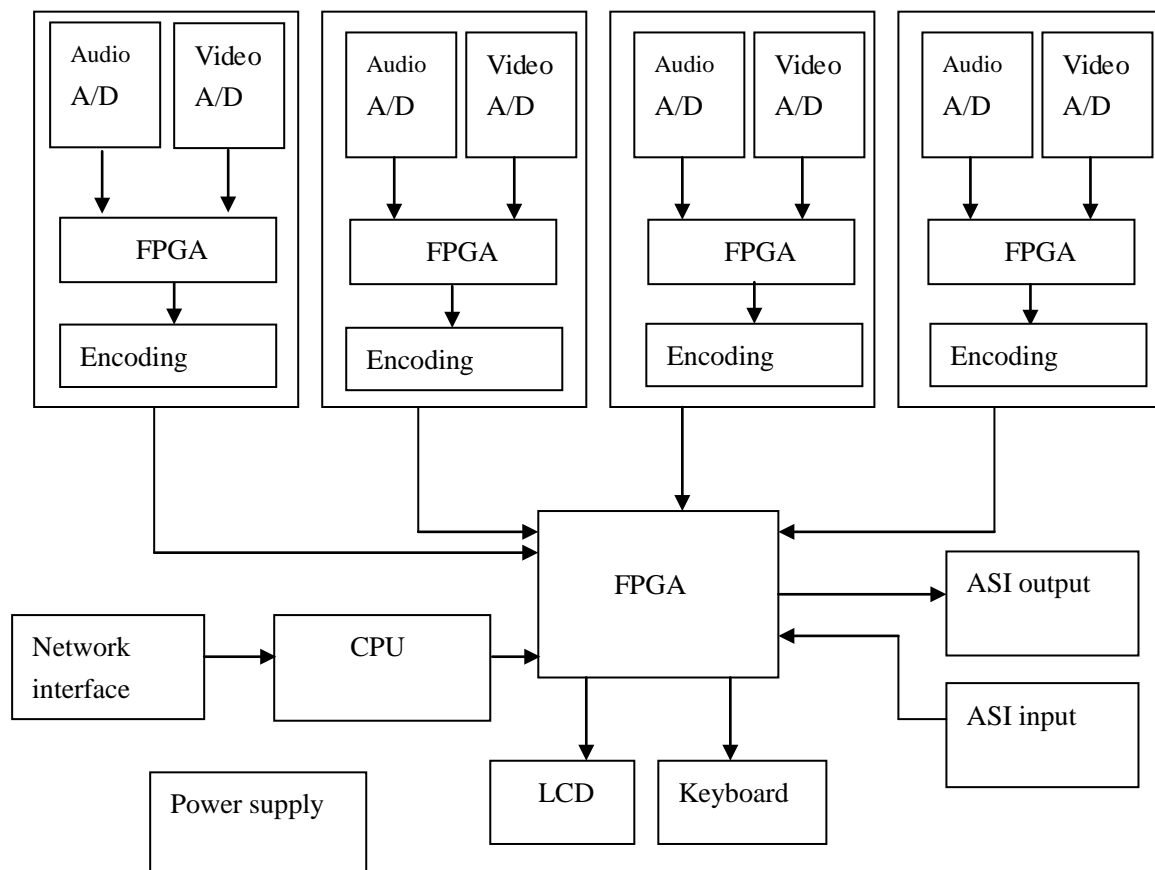 Audio
A/D
Video
A/D
FPGA
Encoding
Audio
A/D
Video
A/D
FPGA
Encoding
Audio
A/D
Video
A/D
FPGA
Encoding
Audio
A/D
Video
A/D
FPGA
Encoding
FPGA
ASI output
Network
interface
CPU
ASI input
LCD
Keyboard
Power supply